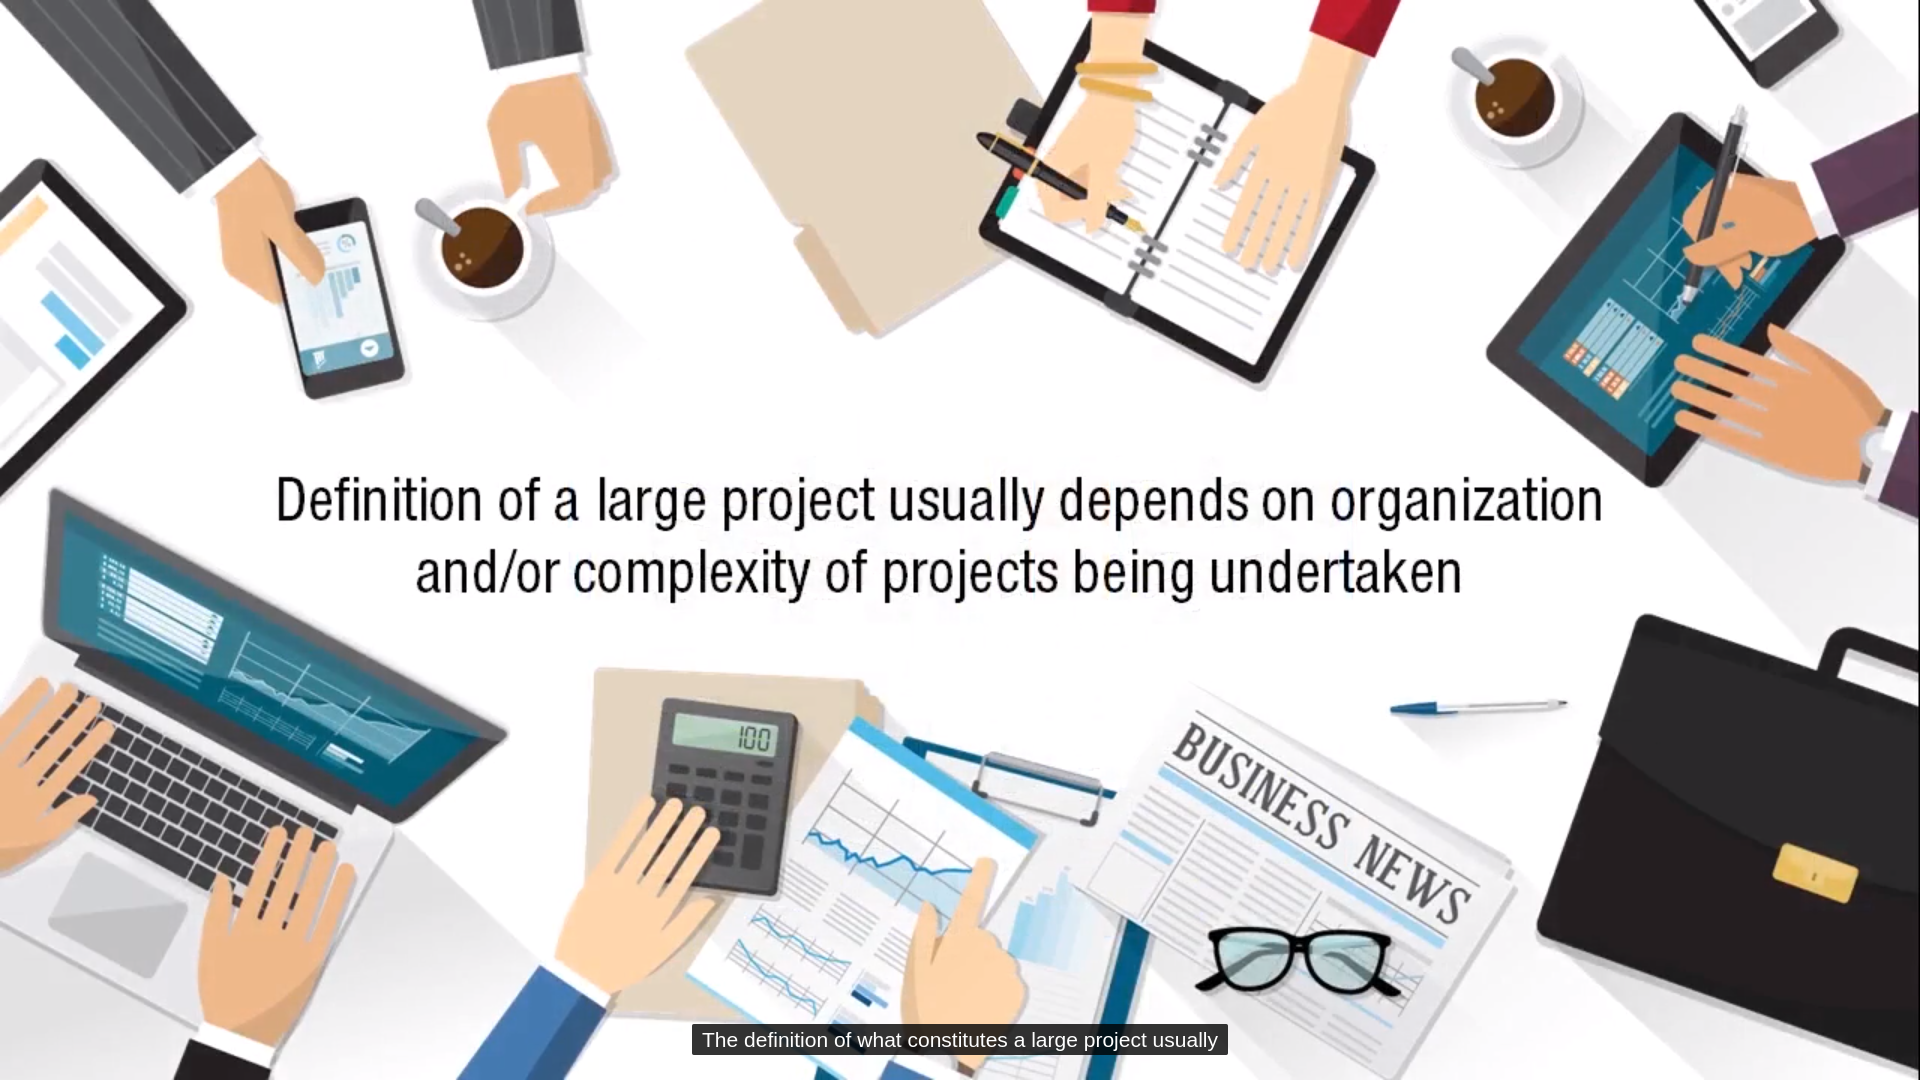 Definition of a large project usually depends on organization
and/or complexity of projects being undertaken
100
BUSINESS NEWS
The definition of what constitutes a large project usually